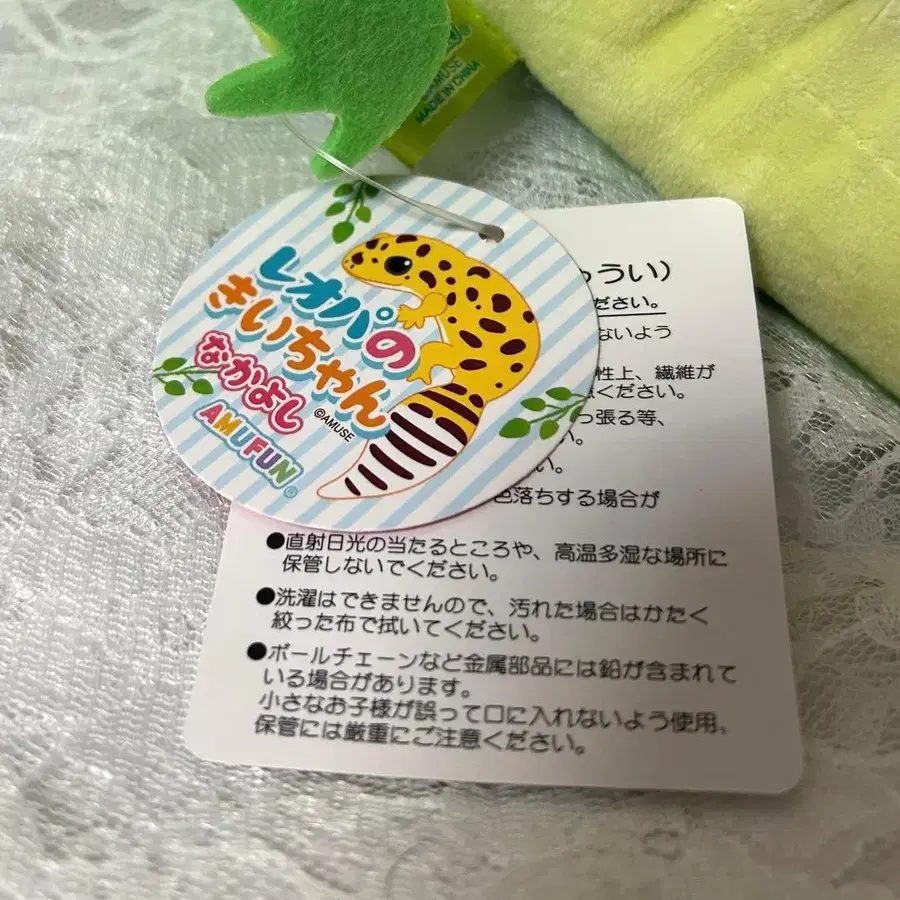 AMUSE
MADE IN CHINA
レオパの
きいちゃん
なかよし
©AMUSE
AMUFUN®
ゅうい）
ださい。
ないよう
性上、繊維が
ください。
っ張る等、
い。
い。
色落ちする場合が
●直射日光の当たるところや、高温多湿な場所に
保管しないでください。
●洗濯はできませんので、汚れた場合はかたく
絞った布で拭いてください。
●ボールチェーンなど金属部品には鉛が含まれて
いる場合があります。
小さなお子様が誤って口に入れないよう使用、
保管には厳重にご注意ください。